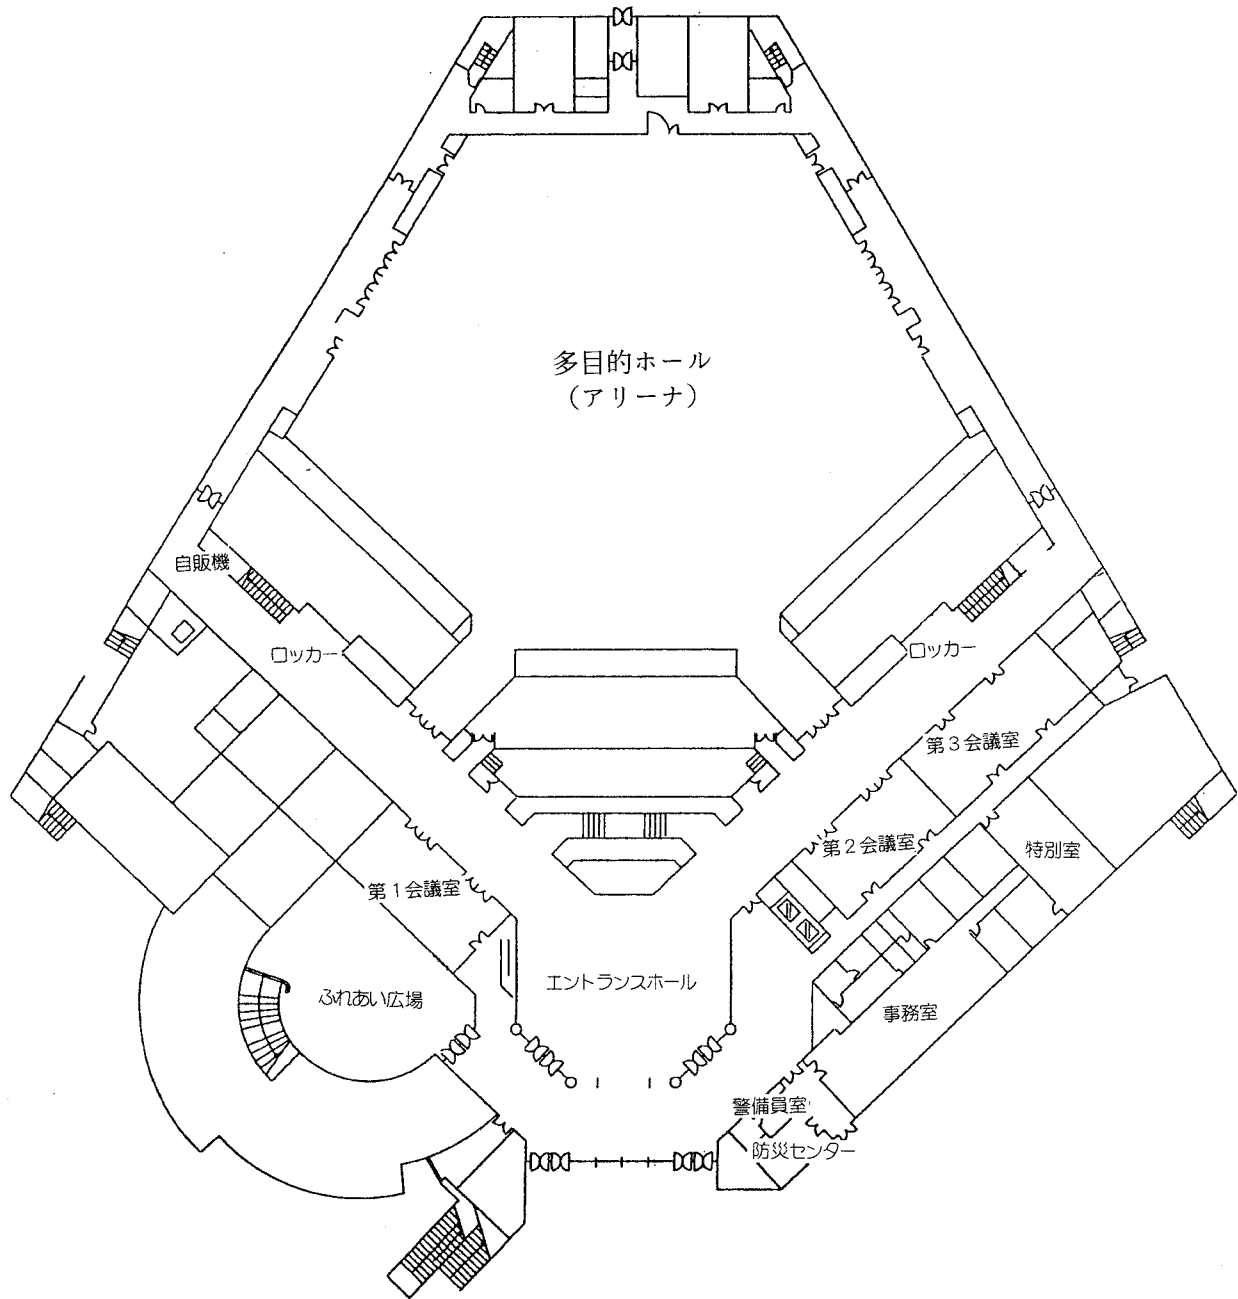 多目的ホール
（アリーナ）
自販機
ロッカー
ロッカー
第3会議室
第2会議室
特別室
第1会議室
エントランスホール
ふれあい広場
事務室
警備員室
防災センター